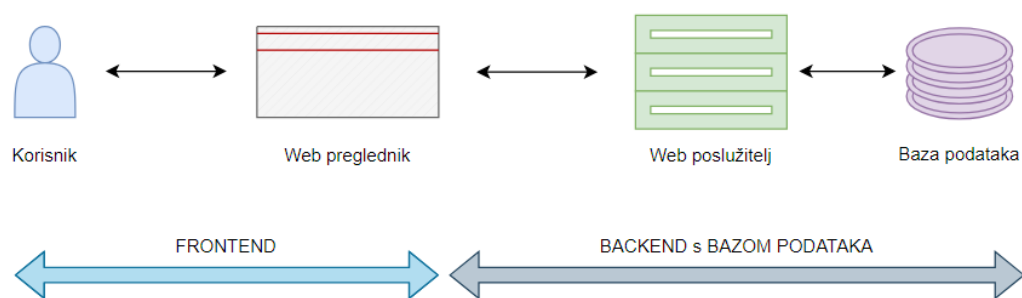 Korisnik
Web preglednik
Web poslužitelj
Baza podataka
FRONTEND
BACKEND s BAZOM PODATAKA